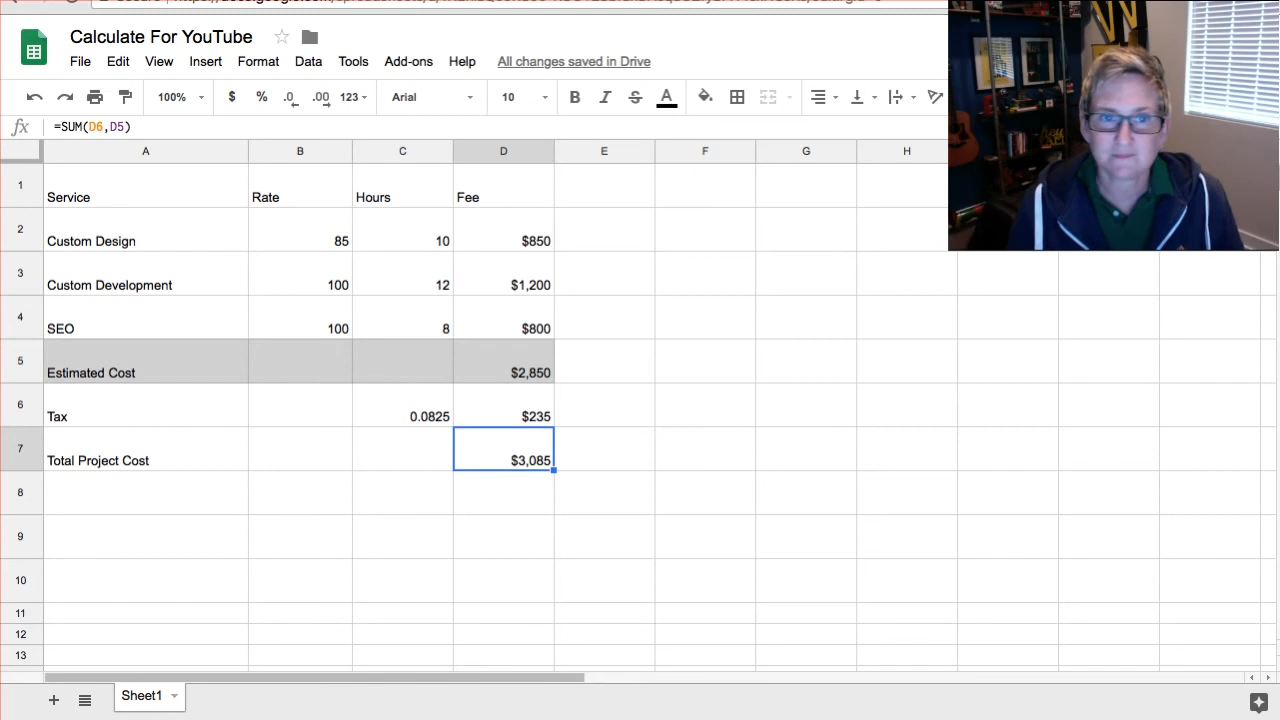 Calculate For YouTube
File Edit View Insert Format Data Tools Add-ons Help All changes saved in Drive
100% $ % .0 .00 123 Arial 10 B I S A
fx =SUM(D6,D5)
A B C D E F G H
1 Service Rate Hours Fee
2 Custom Design 85 10 $850
3 Custom Development 100 12 $1,200
4 SEO 100 8 $800
5 Estimated Cost $2,850
6 Tax 0.0825 $235
7 Total Project Cost $3,085
8
9
10
11
12
13
+ Sheet1